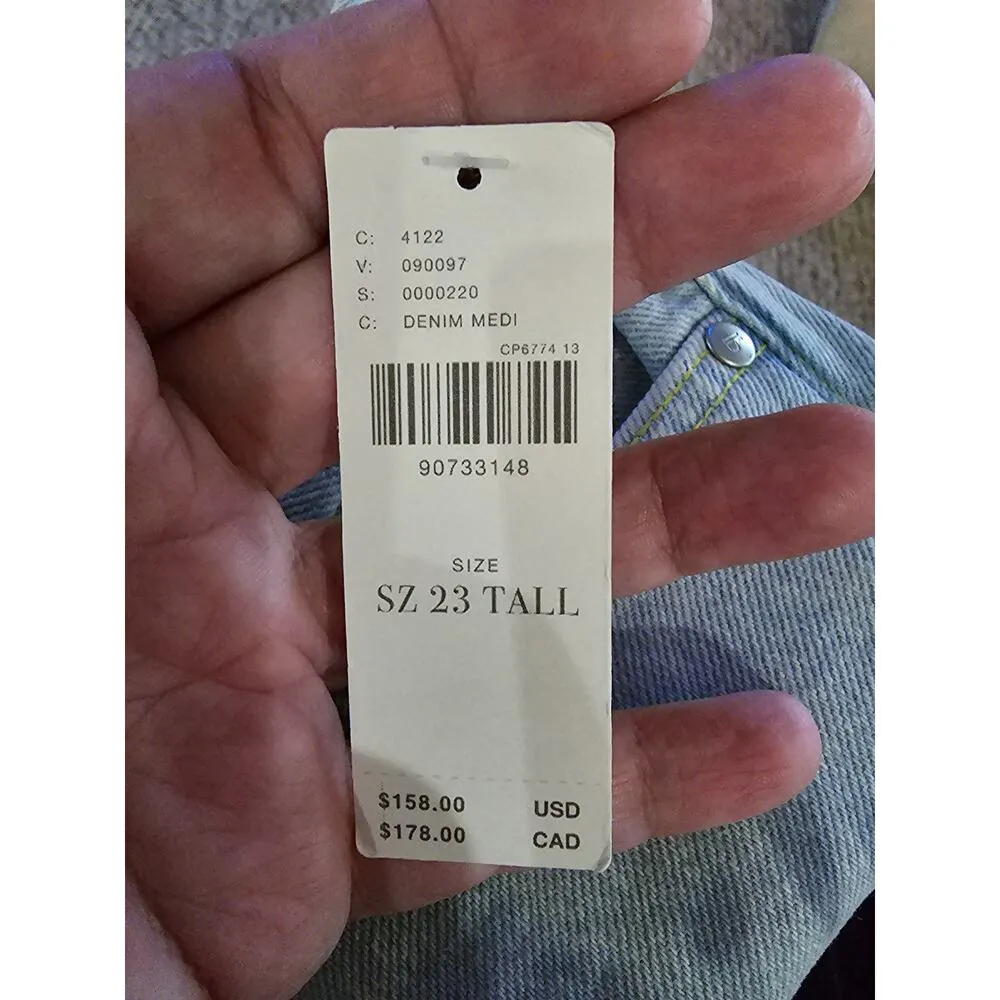 C: 4122
V: 090097
S: 0000220
C: DENIM MEDI
CP6774 13
90733148
SIZE
SZ 23 TALL
$158.00 USD
$178.00 CAD